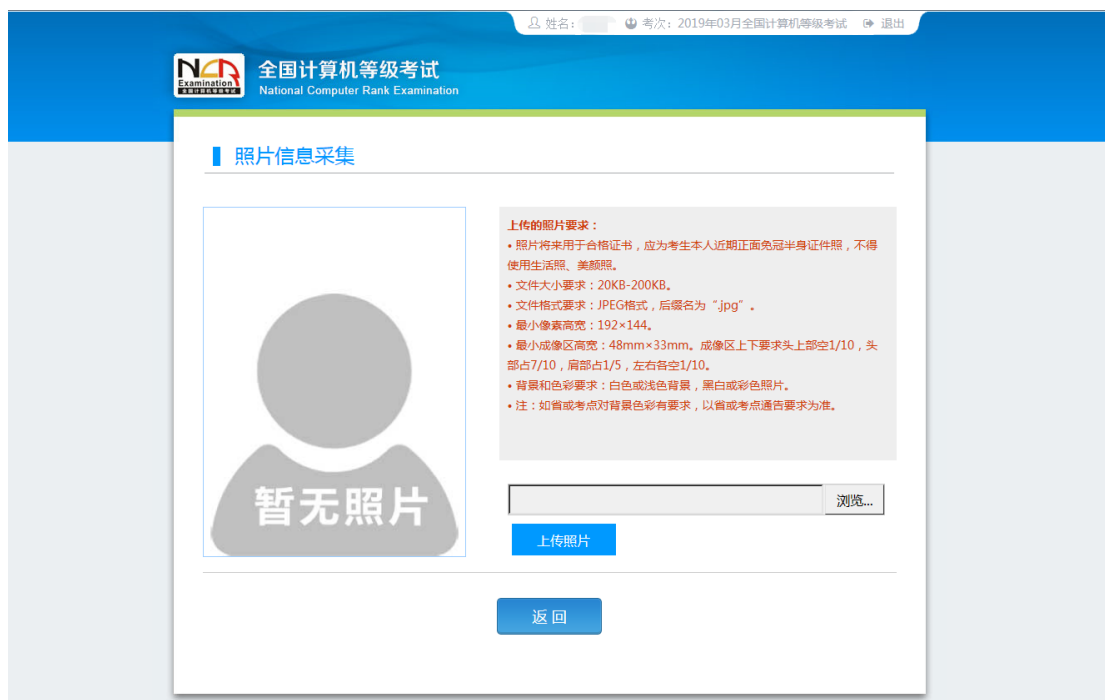 姓名： 考次：2019年03月全国计算机等级考试 退出
NCR
Examination
全国计算机等级考试
全国计算机等级考试
National Computer Rank Examination
照片信息采集
上传的照片要求：
• 照片将来用于合格证书，应为考生本人近期正面免冠半身证件照，不得
使用生活照、美颜照。
• 文件大小要求：20KB-200KB。
• 文件格式要求：JPEG格式，后缀名为“.jpg”。
• 最小像素高宽：192×144。
• 最小成像区高宽：48mm×33mm。成像区上下要求头上部空1/10，头
部占7/10，肩部占1/5，左右各空1/10。
• 背景和色彩要求：白色或浅色背景，黑白或彩色照片。
• 注：如省或考点对背景色彩有要求，以省或考点通告要求为准。
暂无照片
浏览...
上传照片
返回